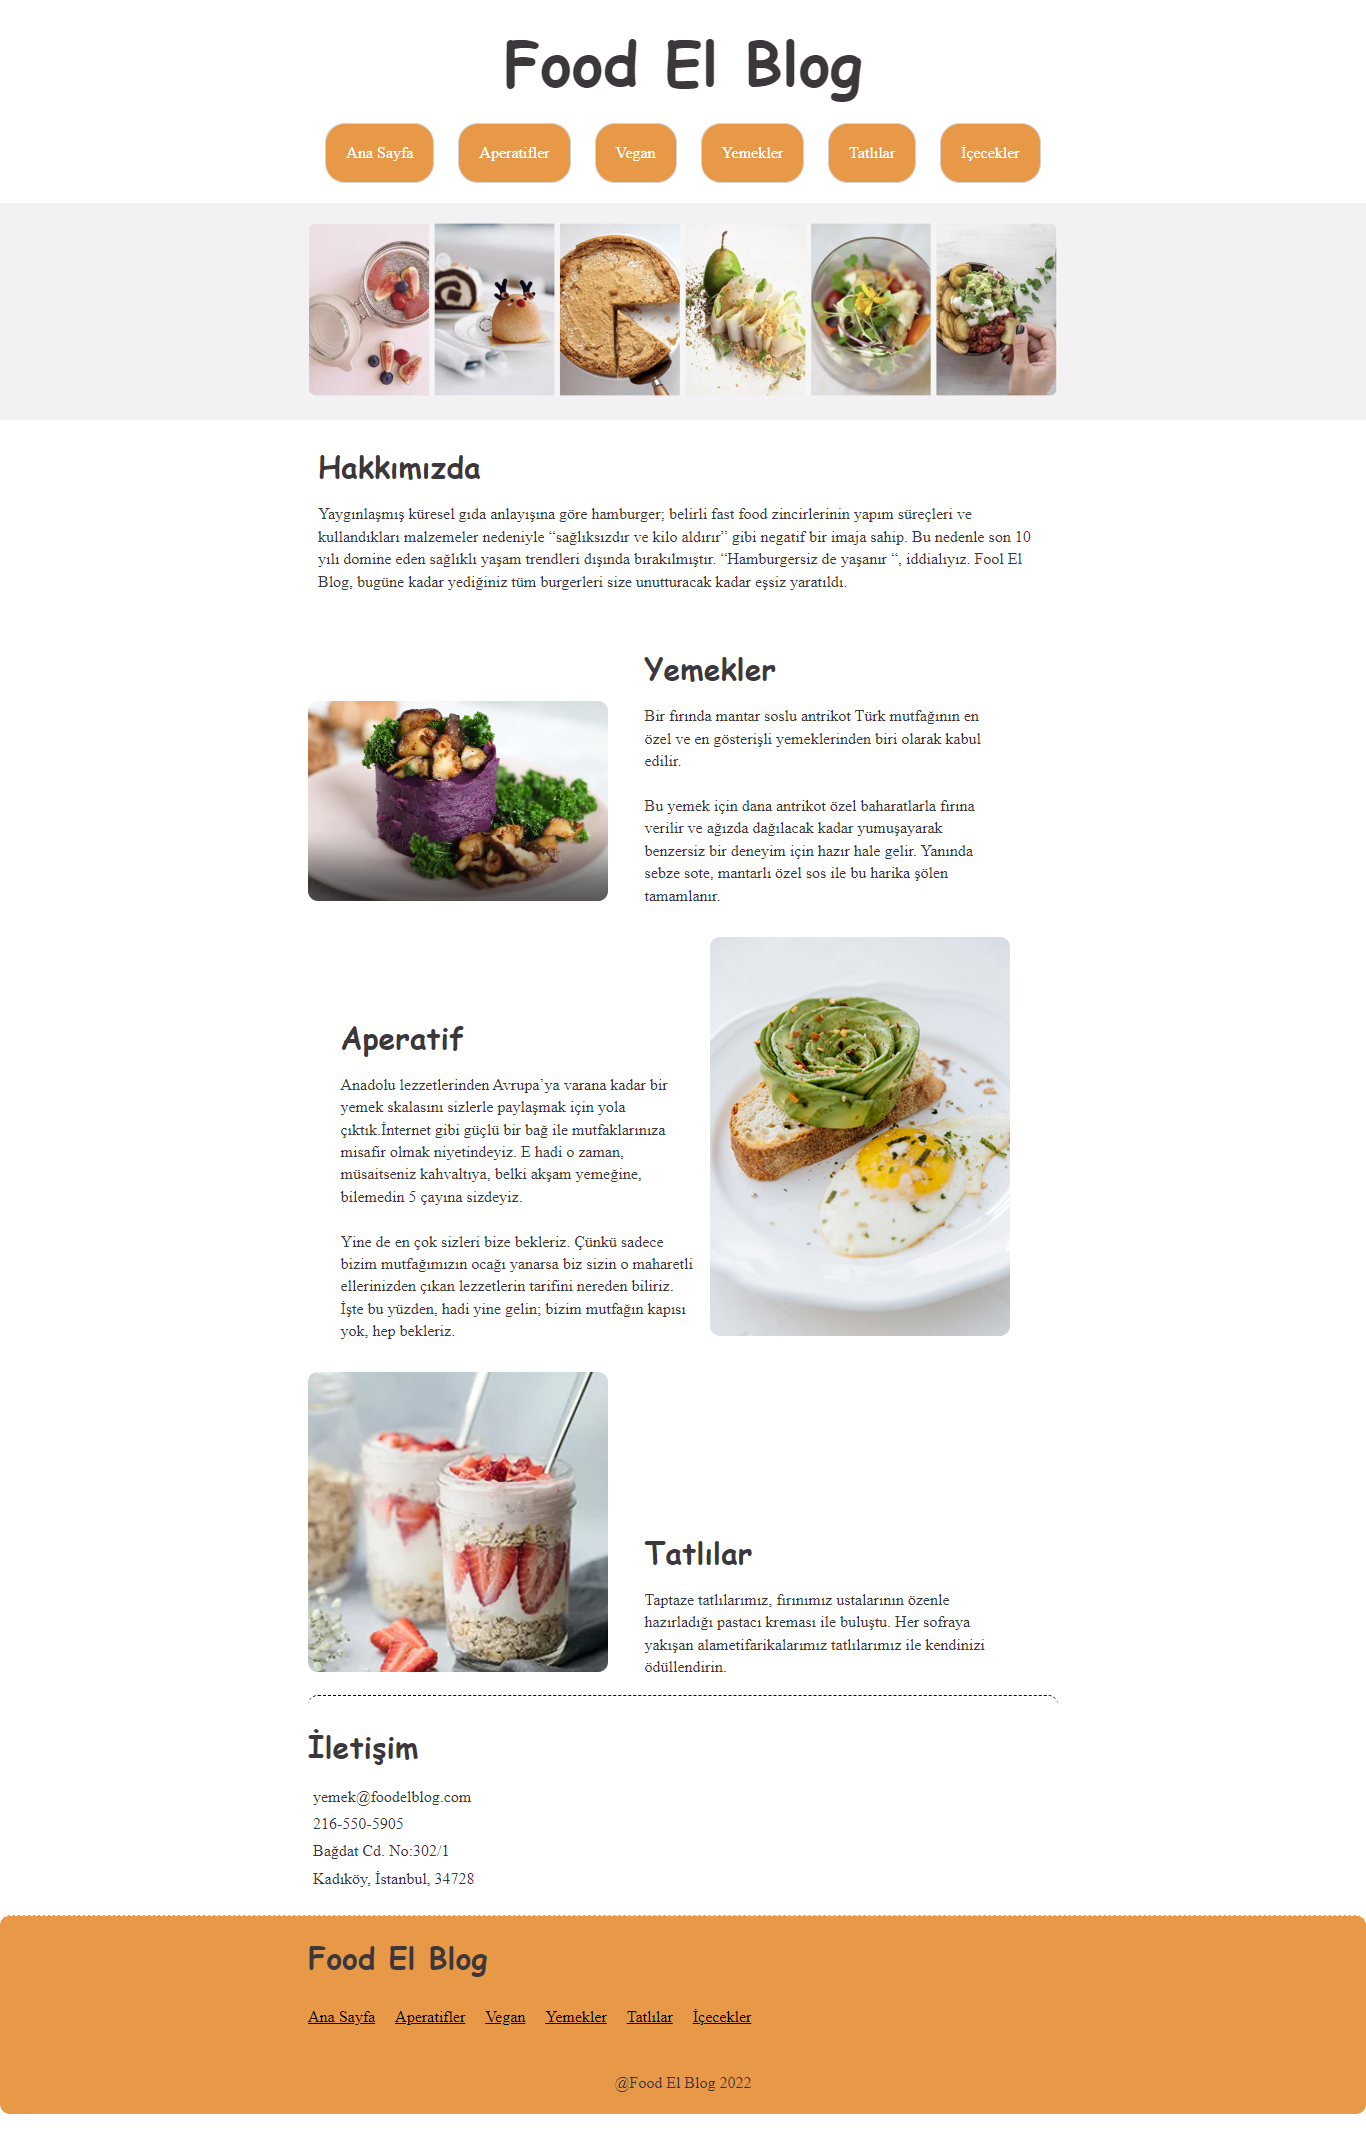 Food El Blog
Ana Sayfa
Aperatifler
Vegan
Yemekler
Tatlılar
İçecekler
Hakkımızda
Yaygınlaşmış küresel gıda anlayışına göre hamburger; belirli fast food zincirlerinin yapım süreçleri ve
kullandıkları malzemeler nedeniyle “sağlıksızdır ve kilo aldırır” gibi negatif bir imaja sahip. Bu nedenle son 10
yılı domine eden sağlıklı yaşam trendleri dışında bırakılmıştır. “Hamburgersiz de yaşanır “, iddialıyız. Fool El
Blog, bugüne kadar yediğiniz tüm burgerleri size unutturacak kadar eşsiz yaratıldı.
Yemekler
Bir fırında mantar soslu antrikot Türk mutfağının en
özel ve en gösterişli yemeklerinden biri olarak kabul
edilir.
Bu yemek için dana antrikot özel baharatlarla fırına
verilir ve ağızda dağılacak kadar yumuşayarak
benzersiz bir deneyim için hazır hale gelir. Yanında
sebze sote, mantarlı özel sos ile bu harika şölen
tamamlanır.
Aperatif
Anadolu lezzetlerinden Avrupa’ya varana kadar bir
yemek skalasını sizlerle paylaşmak için yola
çıktık.İnternet gibi güçlü bir bağ ile mutfaklarınıza
misafir olmak niyetindeyiz. E hadi o zaman,
müsaitseniz kahvaltıya, belki akşam yemeğine,
bilemedin 5 çayına sizdeyiz.
Yine de en çok sizleri bize bekleriz. Çünkü sadece
bizim mutfağımızın ocağı yanarsa biz sizin o maharetli
ellerinizden çıkan lezzetlerin tarifini nereden biliriz.
İşte bu yüzden, hadi yine gelin; bizim mutfağın kapısı
yok, hep bekleriz.
Tatlılar
Taptaze tatlılarımız, fırınımız ustalarının özenle
hazırladığı pastacı kreması ile buluştu. Her sofraya
yakışan alametifarikalarımız tatlılarımız ile kendinizi
ödüllendirin.
İletişim
yemek@foodelblog.com
216-550-5905
Bağdat Cd. No:302/1
Kadıköy, İstanbul, 34728
Food El Blog
Ana Sayfa Aperatifler Vegan Yemekler Tatlılar İçecekler
@Food El Blog 2022